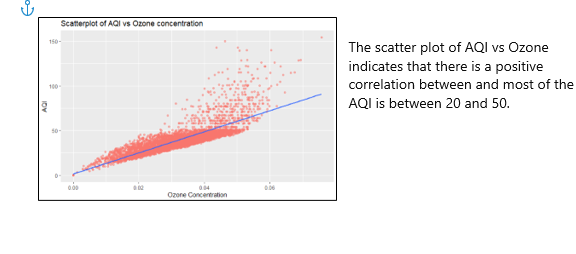 Scatterplot of AQI vs Ozone concentration
150
100
50
0
AQI
0.00 0.02 0.04 0.06
Ozone Concentration
The scatter plot of AQI vs Ozone
indicates that there is a positive
correlation between and most of the
AQI is between 20 and 50.